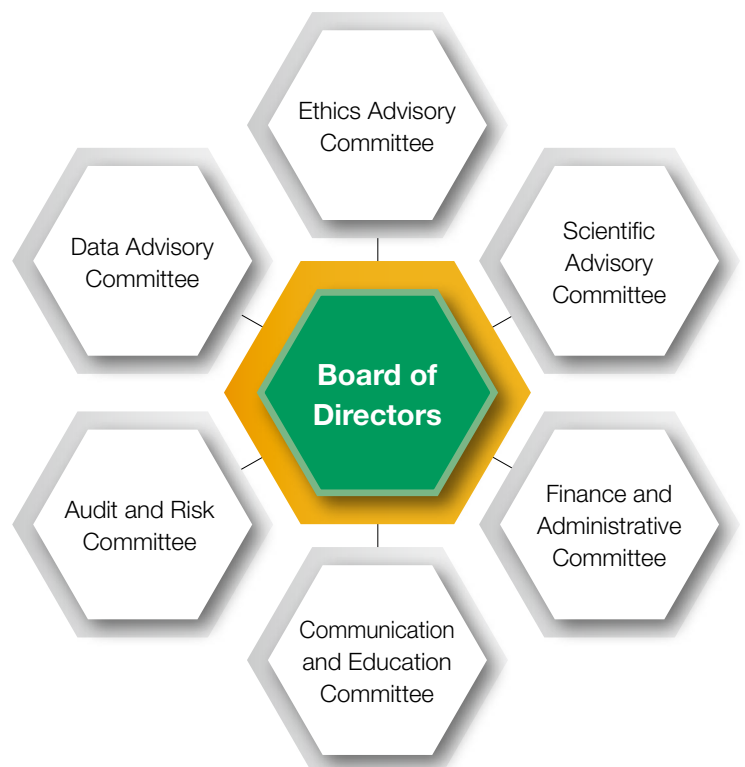 Ethics Advisory
Committee
Scientific
Advisory
Committee
Data Advisory
Committee
Board of
Directors
Finance and
Administrative
Committee
Audit and Risk
Committee
Communication
and Education
Committee